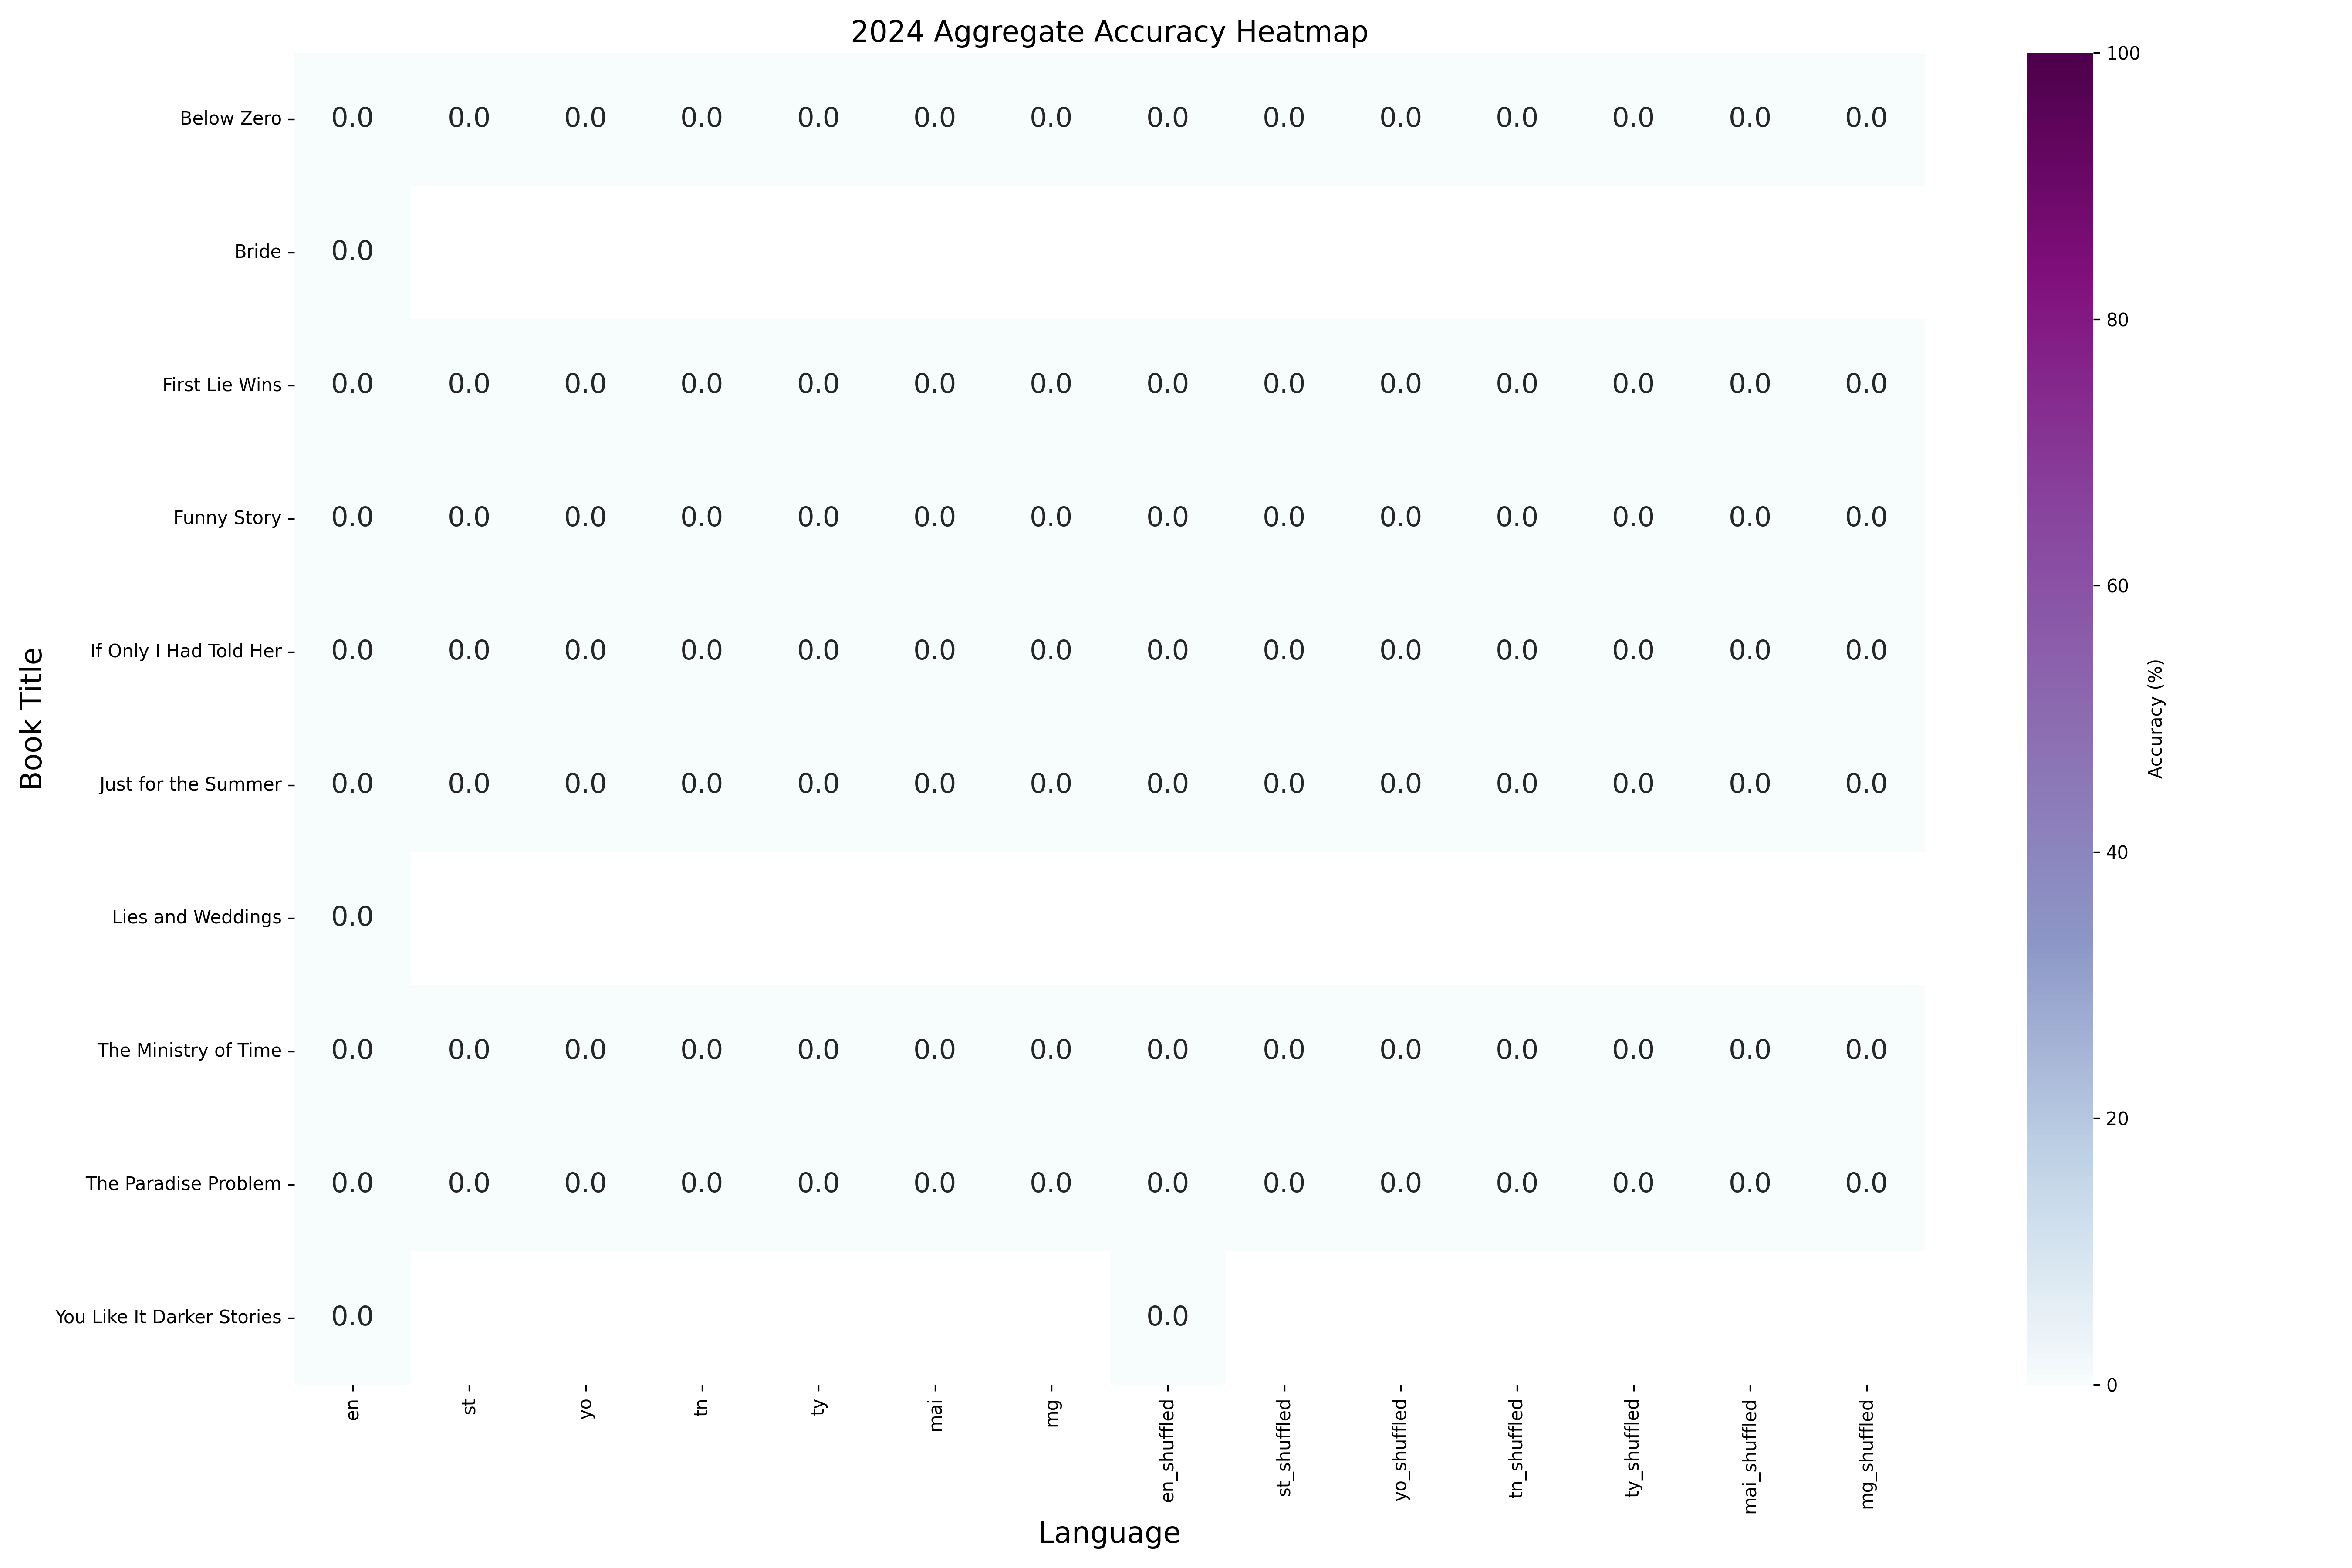 2024 Aggregate Accuracy Heatmap
Book Title
Below Zero 0.0 0.0 0.0 0.0 0.0 0.0 0.0 0.0 0.0 0.0 0.0 0.0 0.0 0.0
Bride 0.0
First Lie Wins 0.0 0.0 0.0 0.0 0.0 0.0 0.0 0.0 0.0 0.0 0.0 0.0 0.0 0.0
Funny Story 0.0 0.0 0.0 0.0 0.0 0.0 0.0 0.0 0.0 0.0 0.0 0.0 0.0 0.0
If Only I Had Told Her 0.0 0.0 0.0 0.0 0.0 0.0 0.0 0.0 0.0 0.0 0.0 0.0 0.0 0.0
Just for the Summer 0.0 0.0 0.0 0.0 0.0 0.0 0.0 0.0 0.0 0.0 0.0 0.0 0.0 0.0
Lies and Weddings 0.0
The Ministry of Time 0.0 0.0 0.0 0.0 0.0 0.0 0.0 0.0 0.0 0.0 0.0 0.0 0.0 0.0
The Paradise Problem 0.0 0.0 0.0 0.0 0.0 0.0 0.0 0.0 0.0 0.0 0.0 0.0 0.0 0.0
You Like It Darker Stories 0.0 0.0
en st yo tn ty mai mg en_shuffled st_shuffled yo_shuffled tn_shuffled ty_shuffled mai_shuffled mg_shuffled
Language
100
80
60
40
20
0
Accuracy (%)